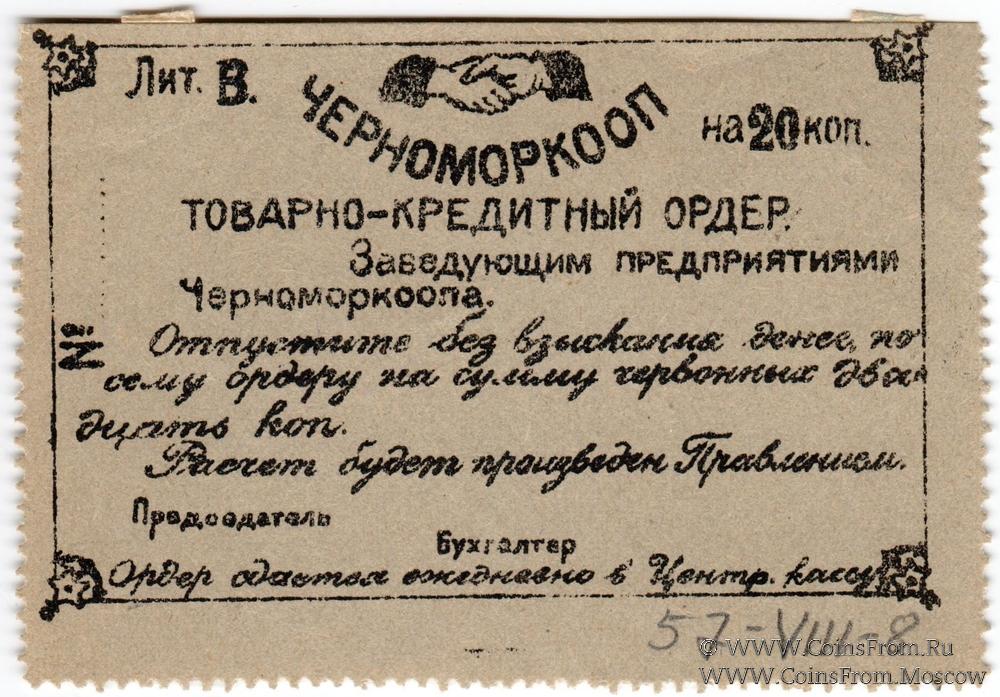 Лит. В.
ЧЕРНОМОРКООП
на 20 коп.
ТОВАРНО-КРЕДИТНЫЙ ОРДЕР.
Заведующим предприятиями
Черноморкоопа.
№
Отпустите без взыскания денег, по
сему ордеру на сумму червонных два-
дцать коп.
Расчет будет произведен Правлением.
Председатель
Бухгалтер
Ордер сдается ежедневно в Центр. кассу
57-VIII-8
©WWW.CoinsFrom.Ru
WWW.CoinsFrom.Moscow